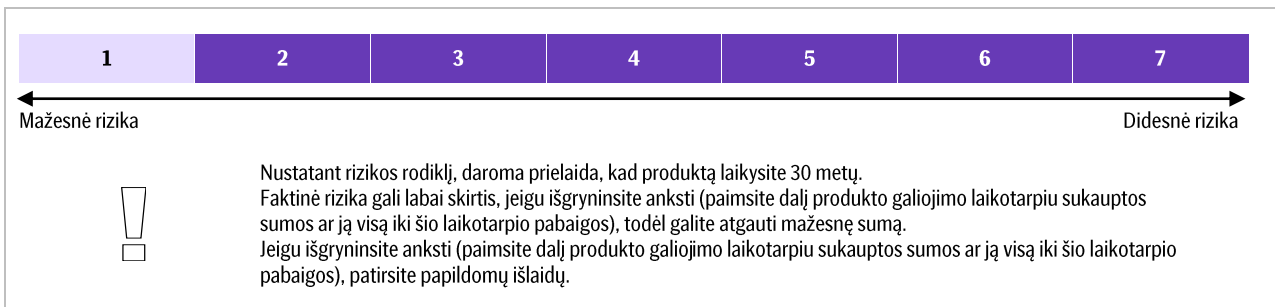 1 2 3 4 5 6 7
Mažesnė rizika Didesnė rizika
Nustatant rizikos rodiklį, daroma prielaida, kad produktą laikysite 30 metų.
Faktinė rizika gali labai skirtis, jeigu išgryninsite anksti (paimsite dalį produkto galiojimo laikotarpiu sukauptos
sumos ar ją visą iki šio laikotarpio pabaigos), todėl galite atgauti mažesnę sumą.
Jeigu išgryninsite anksti (paimsite dalį produkto galiojimo laikotarpiu sukauptos sumos ar ją visą iki šio laikotarpio
pabaigos), patirsite papildomų išlaidų.